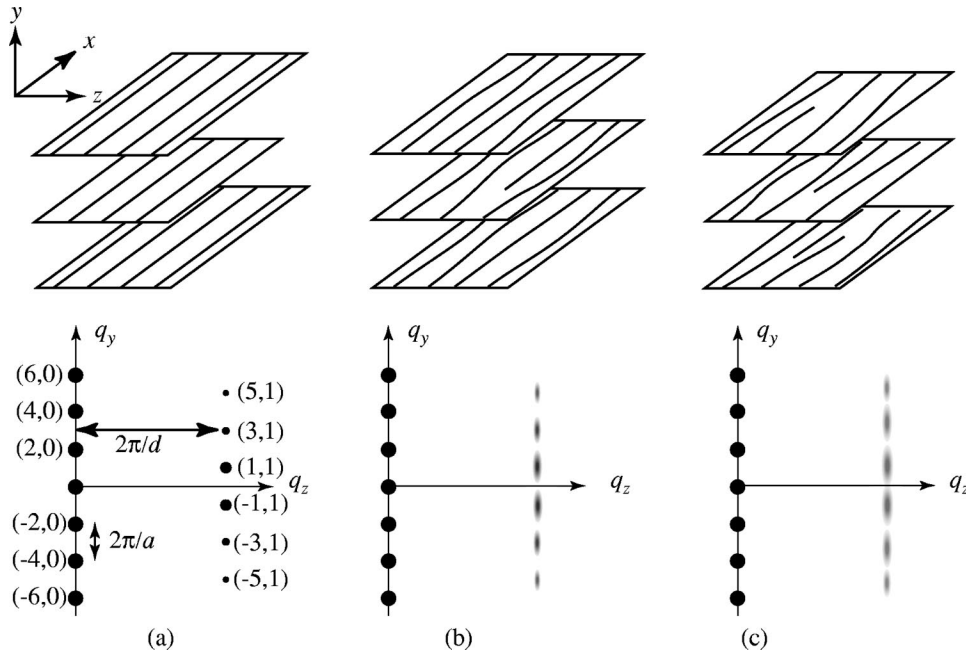 y
x
z
q_y
q_y
q_y
(6,0)
(5,1)
(4,0)
(3,1)
2π/d
(2,0)
(1,1)
q_z
q_z
q_z
(-1,1)
(-2,0)
2π/a
(-3,1)
(-4,0)
(-5,1)
(-6,0)
(a)
(b)
(c)